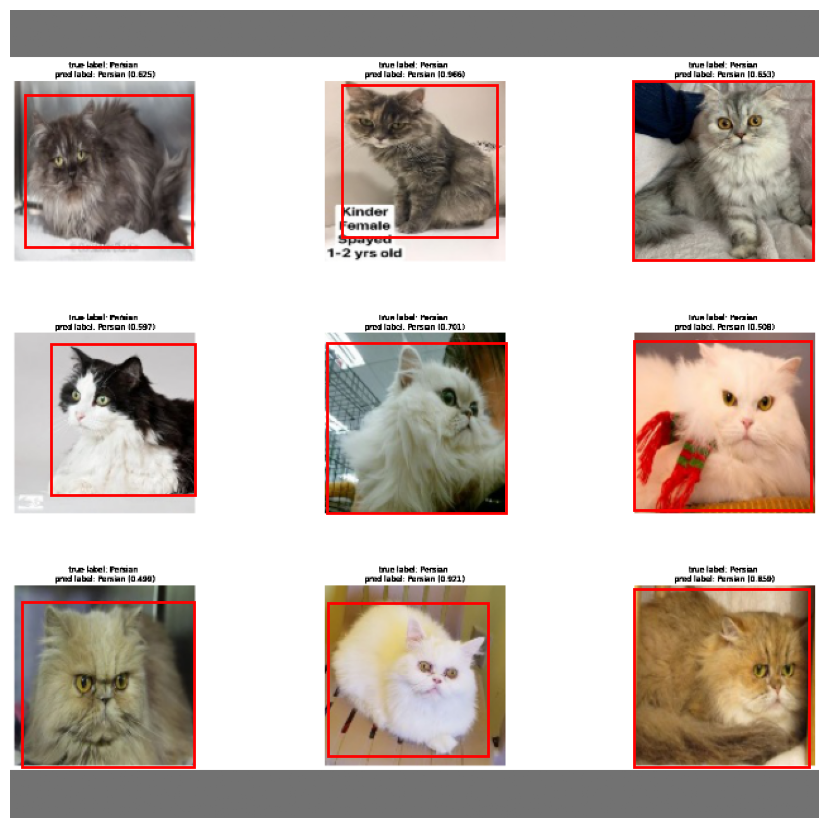 true label: Persian
pred label: Persian (0.625)
true label: Persian
pred label: Persian (0.966)
true label: Persian
pred label: Persian (0.653)
Kinder
Female
Spayed
1-2 yrs old
true label: Persian
pred label: Persian (0.597)
true label: Persian
pred label: Persian (0.701)
true label: Persian
pred label: Persian (0.508)
true label: Persian
pred label: Persian (0.499)
true label: Persian
pred label: Persian (0.921)
true label: Persian
pred label: Persian (0.859)